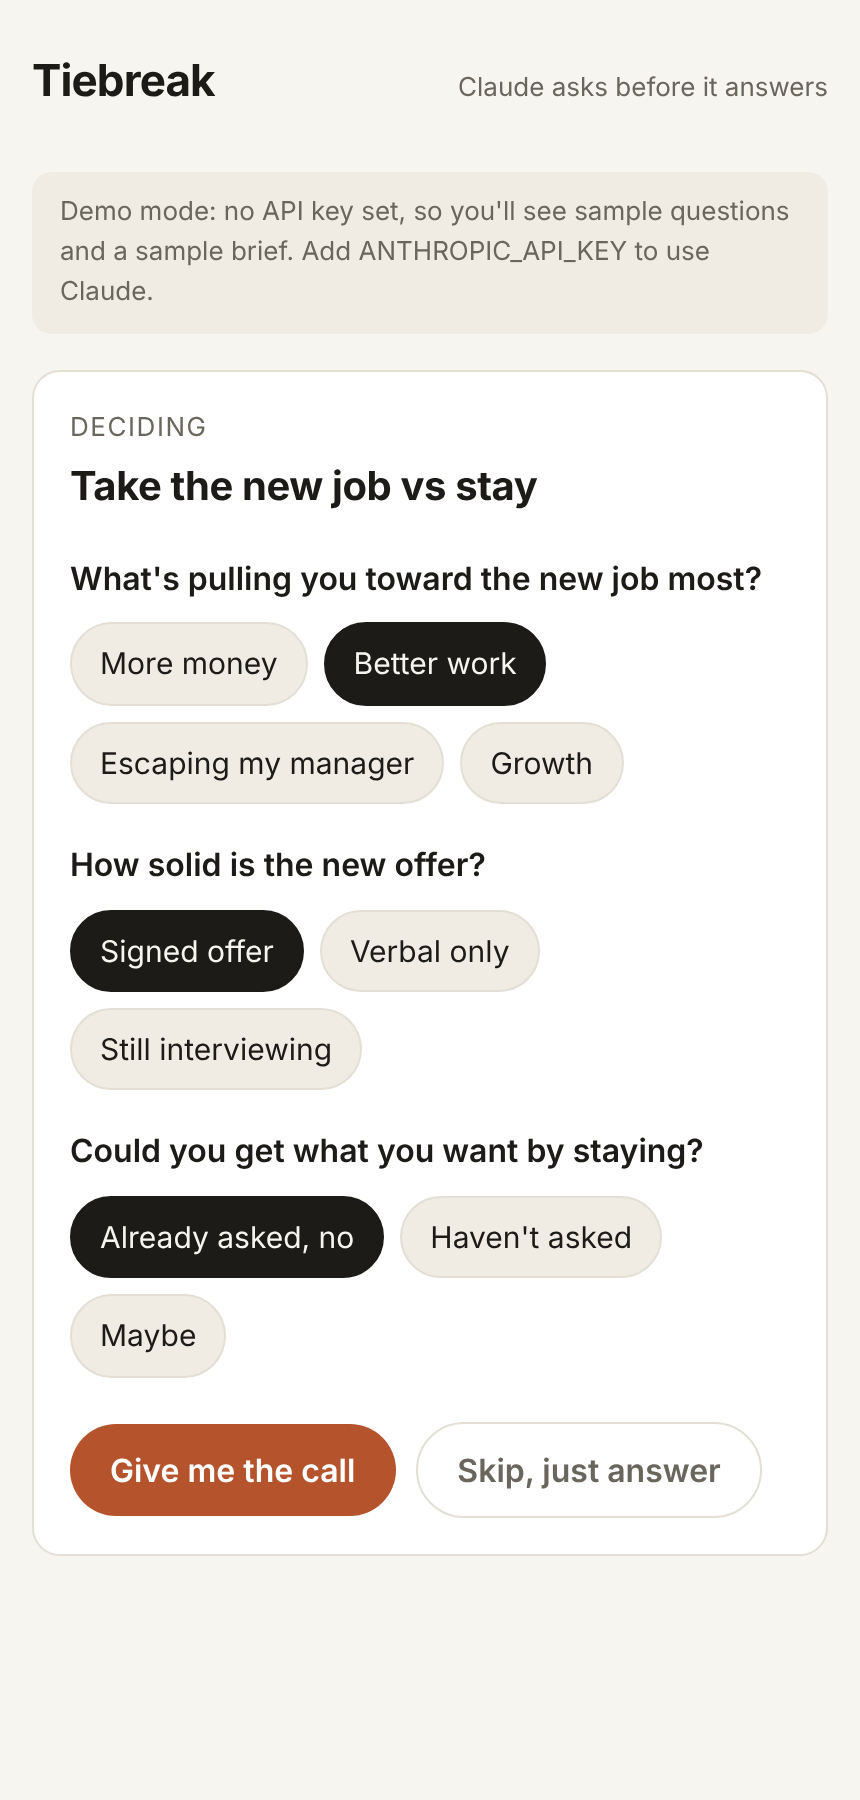 Tiebreak
Claude asks before it answers
Demo mode: no API key set, so you'll see sample questions
and a sample brief. Add ANTHROPIC_API_KEY to use
Claude.
DECIDING
Take the new job vs stay
What's pulling you toward the new job most?
More money
Better work
Escaping my manager
Growth
How solid is the new offer?
Signed offer
Verbal only
Still interviewing
Could you get what you want by staying?
Already asked, no
Haven't asked
Maybe
Give me the call
Skip, just answer